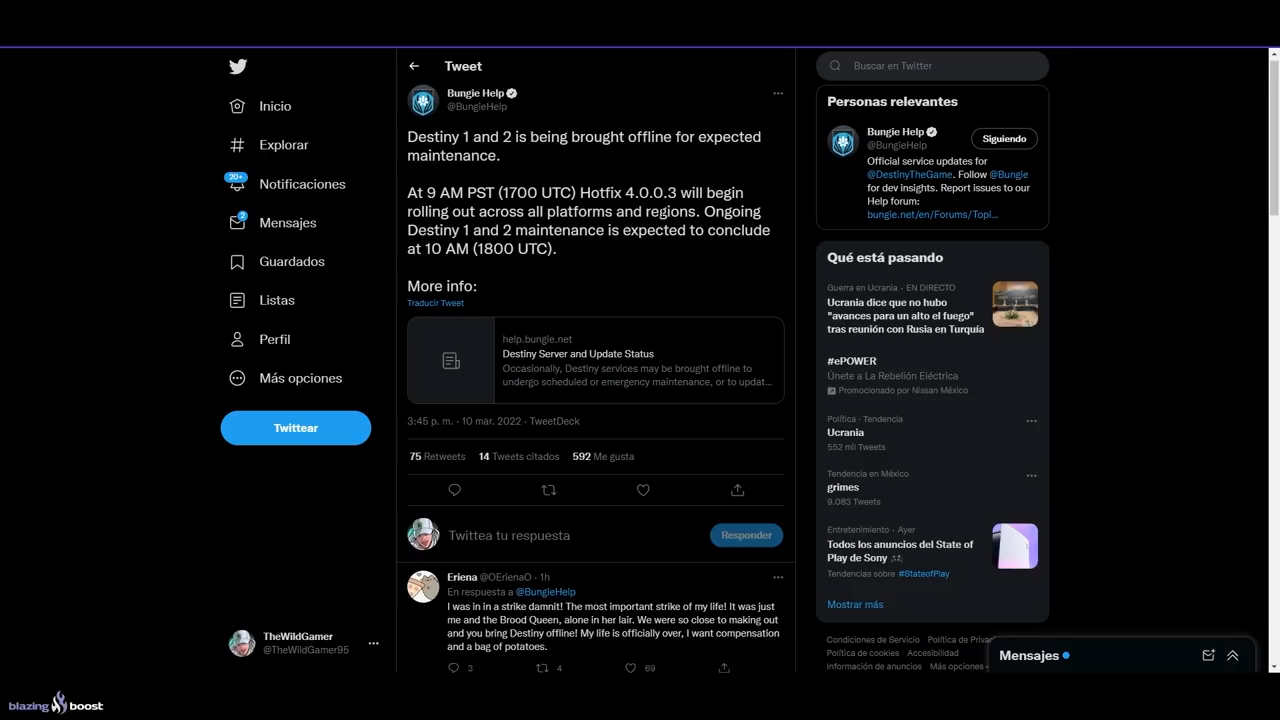 Inicio
Explorar
20+
Notificaciones
2
Mensajes
Guardados
Listas
Perfil
Más opciones
Twittear
TheWildGamer
@TheWildGamer95
Tweet
Bungie Help
@BungieHelp
Destiny 1 and 2 is being brought offline for expected
maintenance.
At 9 AM PST (1700 UTC) Hotfix 4.0.0.3 will begin
rolling out across all platforms and regions. Ongoing
Destiny 1 and 2 maintenance is expected to conclude
at 10 AM (1800 UTC).
More info:
Traducir Tweet
help.bungie.net
Destiny Server and Update Status
Occasionally, Destiny services may be brought offline to
undergo scheduled or emergency maintenance, or to updat...
3:45 p. m. · 10 mar. 2022 · TweetDeck
75 Retweets 14 Tweets citados 592 Me gusta
Twittea tu respuesta
Responder
Eriena @OErienaO · 1h
En respuesta a @BungieHelp
I was in in a strike damnit! The most important strike of my life! It was just
me and the Brood Queen, alone in her lair. We were so close to making out
and you bring Destiny offline! My life is officially over, I want compensation
and a bag of potatoes.
3 4 69
Buscar en Twitter
Personas relevantes
Bungie Help
@BungieHelp
Siguiendo
Official service updates for
@DestinyTheGame. Follow @Bungie
for dev insights. Report issues to our
Help forum:
bungie.net/en/Forums/Topi...
Qué está pasando
Guerra en Ucrania · EN DIRECTO
Ucrania dice que no hubo
"avances para un alto el fuego"
tras reunión con Rusia en Turquía
#ePOWER
Únete a La Rebelión Eléctrica
Promocionado por Nissan México
Política · Tendencia
Ucrania
552 mil Tweets
Tendencia en México
grimes
9.083 Tweets
Entretenimiento · Ayer
Todos los anuncios del State of
Play de Sony
Tendencias sobre #StateofPlay
Mostrar más
Condiciones de Servicio Política de Privac
Política de cookies Accesibilidad
Información de anuncios Más opciones
Mensajes
blazing boost